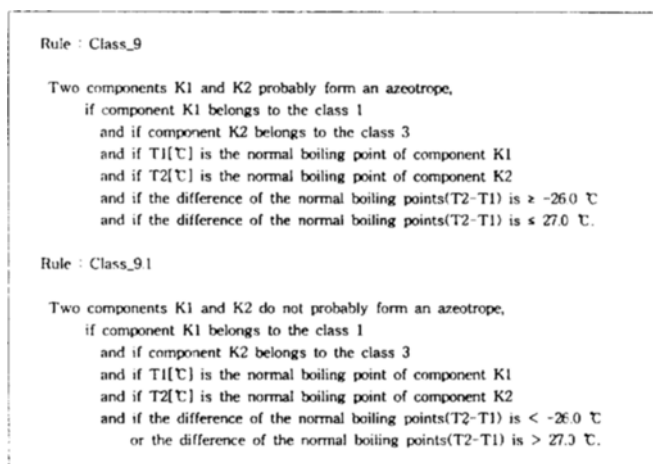 Rule : Class_9
Two components K1 and K2 probably form an azeotrope,
if component K1 belongs to the class 1
and if component K2 belongs to the class 3
and if T1[℃] is the normal boiling point of component K1
and if T2[℃] is the normal boiling point of component K2
and if the difference of the normal boiling points(T2-T1) is ≥ -26.0 ℃
and if the difference of the normal boiling points(T2-T1) is ≤ 27.0 ℃.
Rule : Class_9.1
Two components K1 and K2 do not probably form an azeotrope,
if component K1 belongs to the class 1
and if component K2 belongs to the class 3
and if T1[℃] is the normal boiling point of component K1
and if T2[℃] is the normal boiling point of component K2
and if the difference of the normal boiling points(T2-T1) is < -26.0 ℃
or the difference of the normal boiling points(T2-T1) is > 27.0 ℃.